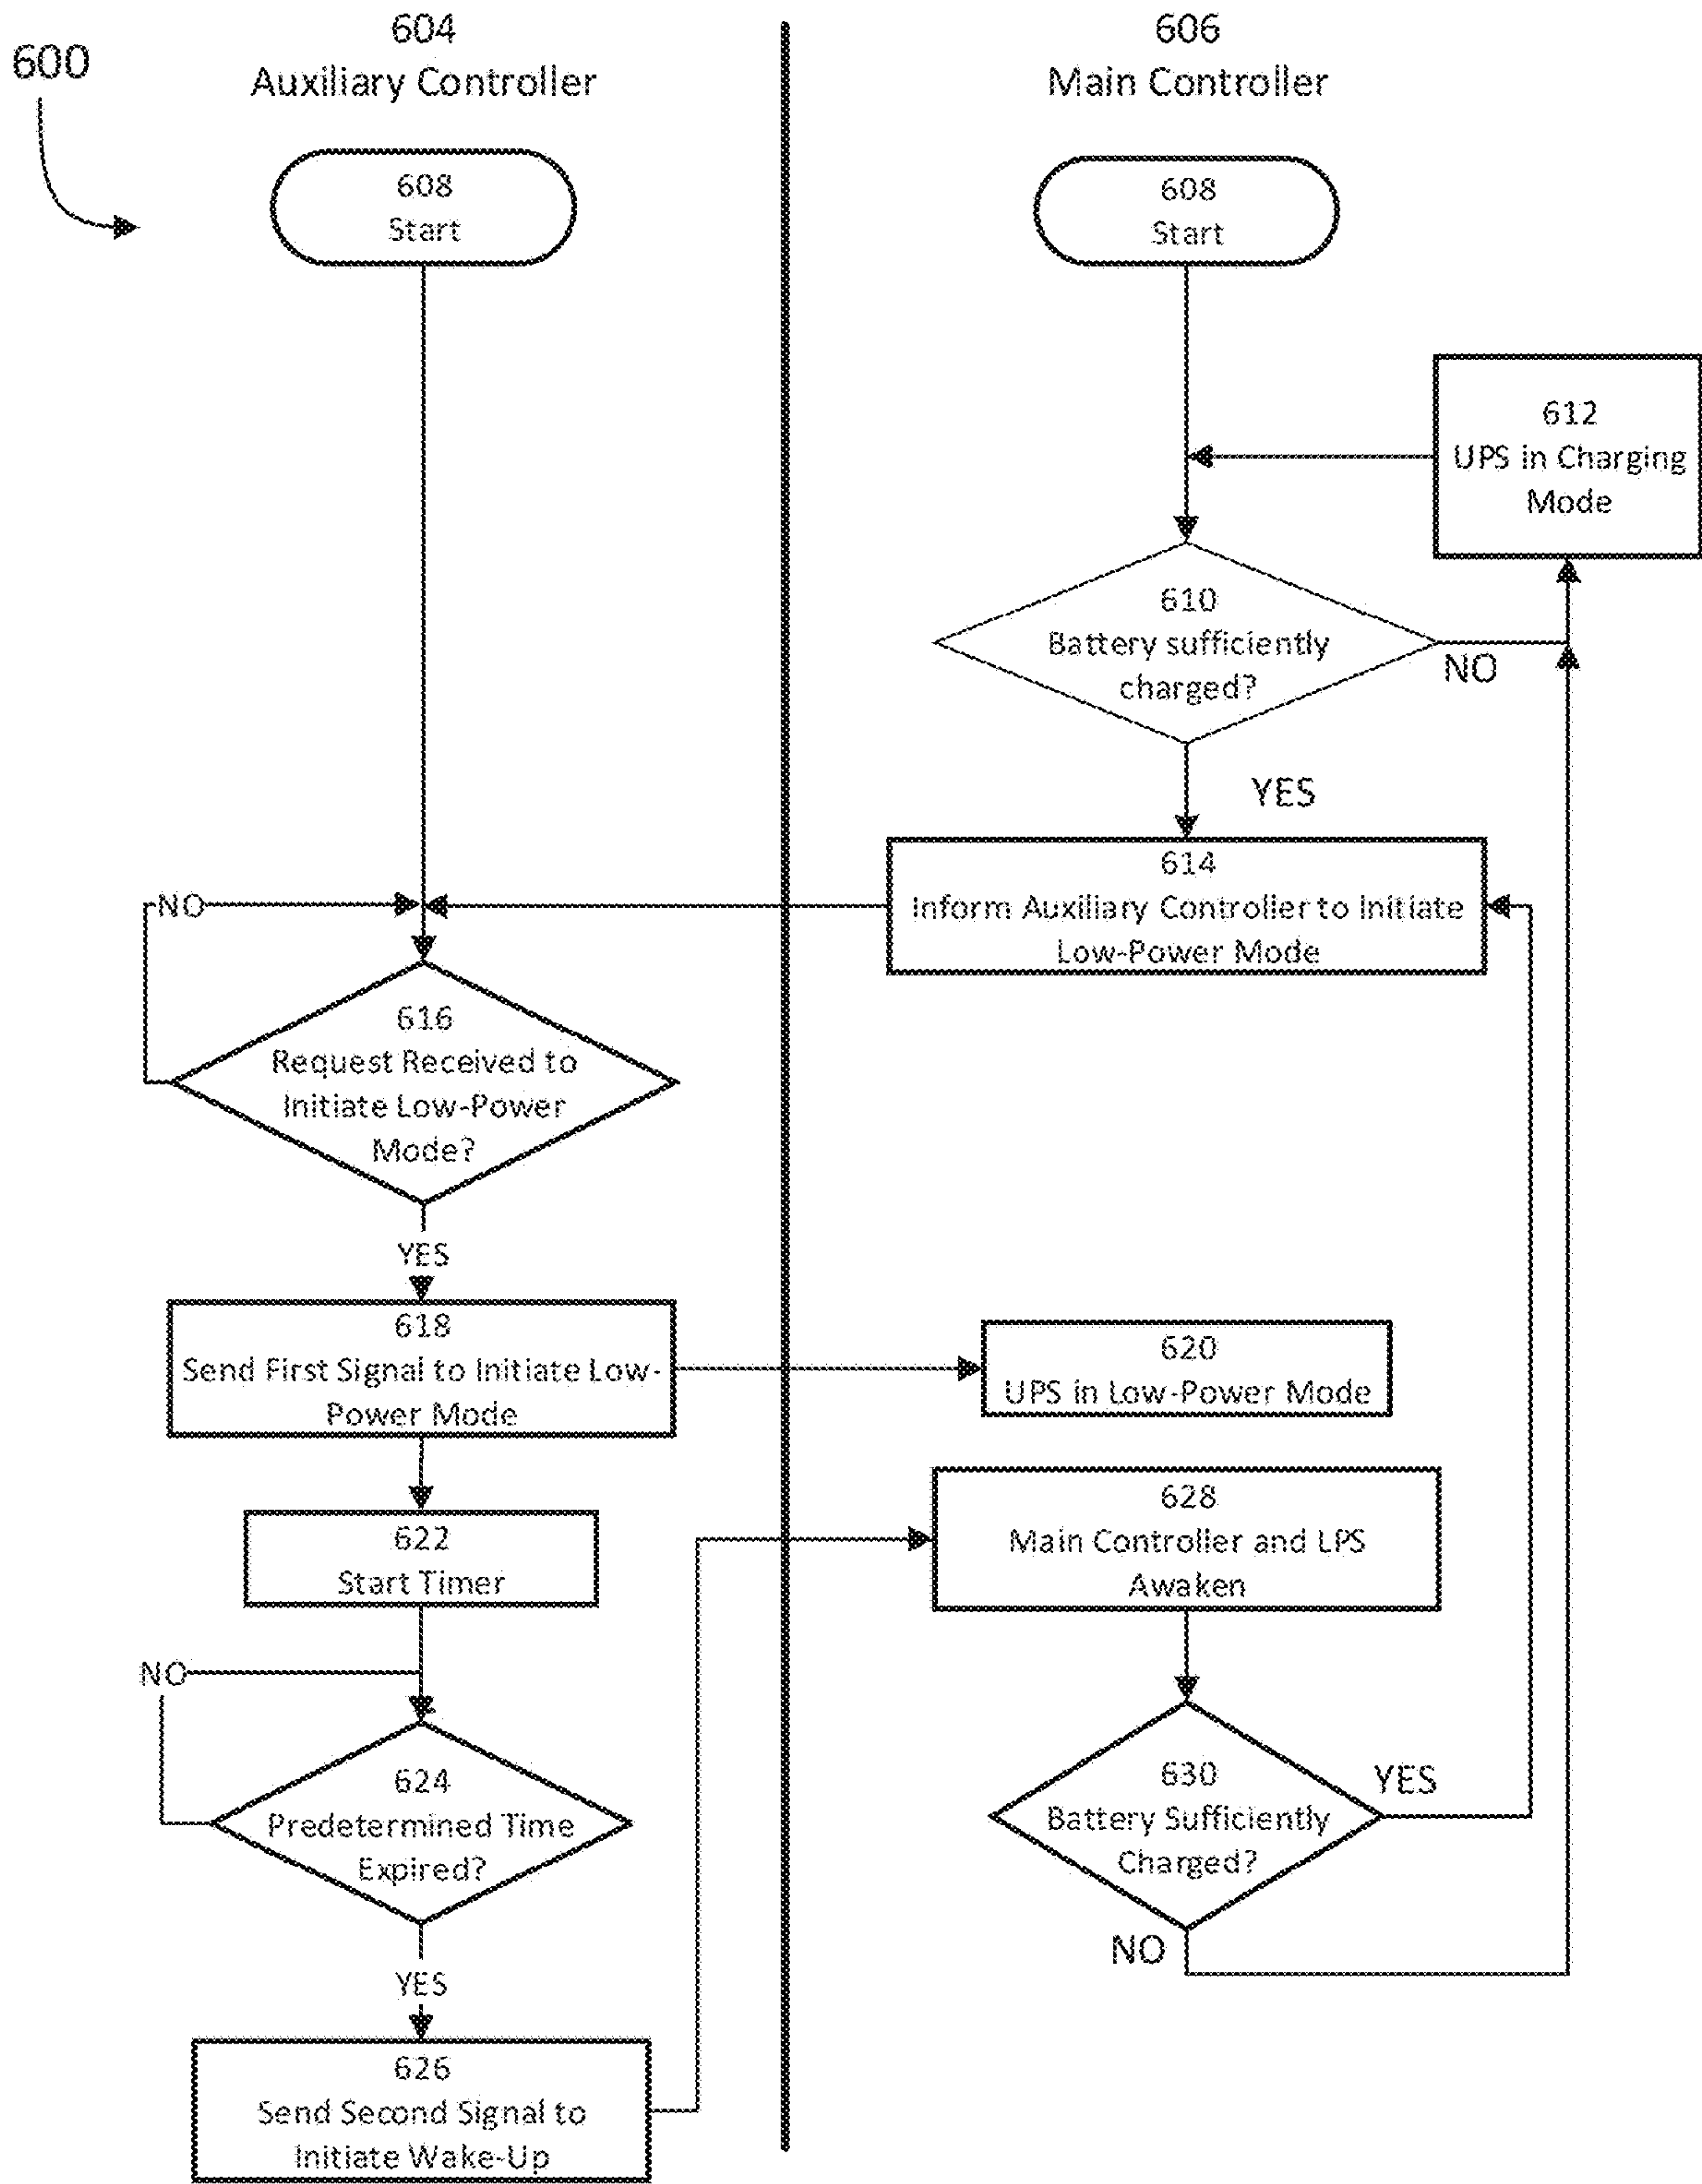 600
604
Auxiliary Controller
606
Main Controller
608
Start
608
Start
612
UPS in Charging
Mode
610
Battery sufficiently
charged?
NO
YES
614
Inform Auxiliary Controller to Initiate
Low-Power Mode
NO
616
Request Received to
Initiate Low-Power
Mode?
YES
618
Send First Signal to Initiate Low-
Power Mode
620
UPS in Low-Power Mode
622
Start Timer
628
Main Controller and LPS
Awaken
NO
624
Predetermined Time
Expired?
630
Battery Sufficiently
Charged?
YES
NO
YES
626
Send Second Signal to
Initiate Wake-Up